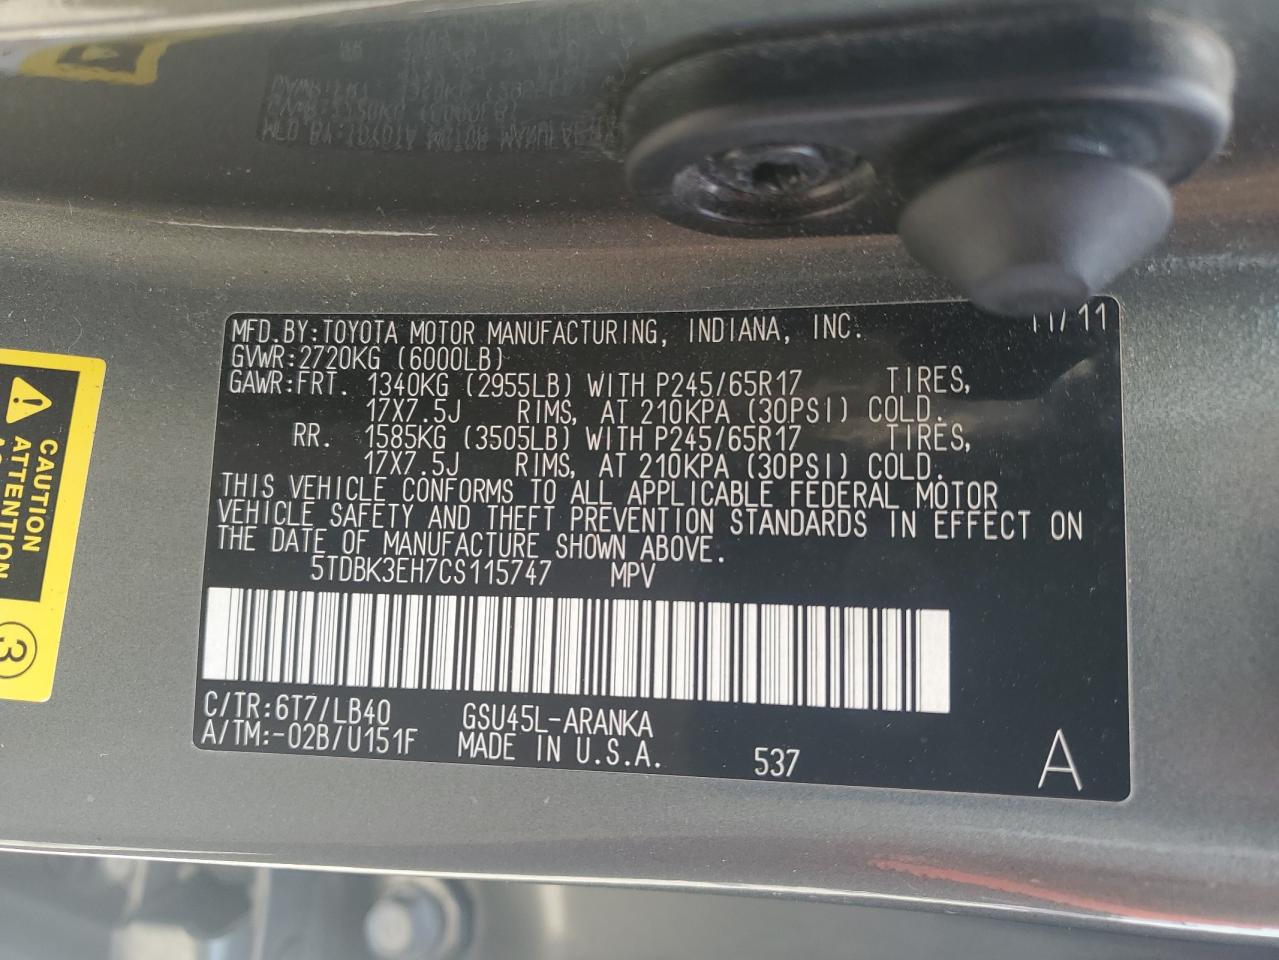 MFD.BY:TOYOTA MOTOR MANUFACTURING, INDIANA, INC. 11/11
GVWR:2720KG (6000LB)
GAWR:FRT. 1340KG (2955LB) WITH P245/65R17 TIRES,
17X7.5J RIMS, AT 210KPA (30PSI) COLD.
RR. 1585KG (3505LB) WITH P245/65R17 TIRES,
17X7.5J RIMS, AT 210KPA (30PSI) COLD.
THIS VEHICLE CONFORMS TO ALL APPLICABLE FEDERAL MOTOR
VEHICLE SAFETY AND THEFT PREVENTION STANDARDS IN EFFECT ON
THE DATE OF MANUFACTURE SHOWN ABOVE.
5TDBK3EH7CS115747 MPV
C/TR:6T7/LB40 GSU45L-ARANKA
A/TM:-02B/U151F MADE IN U.S.A. 537 A
CAUTION
ATTENTION
3